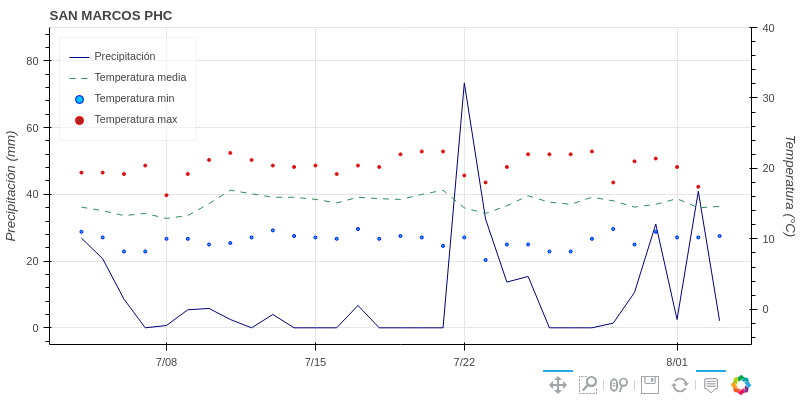 SAN MARCOS PHC
Precipitación
Temperatura media
Temperatura min
Temperatura max
Precipitación (mm)
80
60
40
20
0
Temperatura (°C)
40
30
20
10
0
7/08
7/15
7/22
8/01